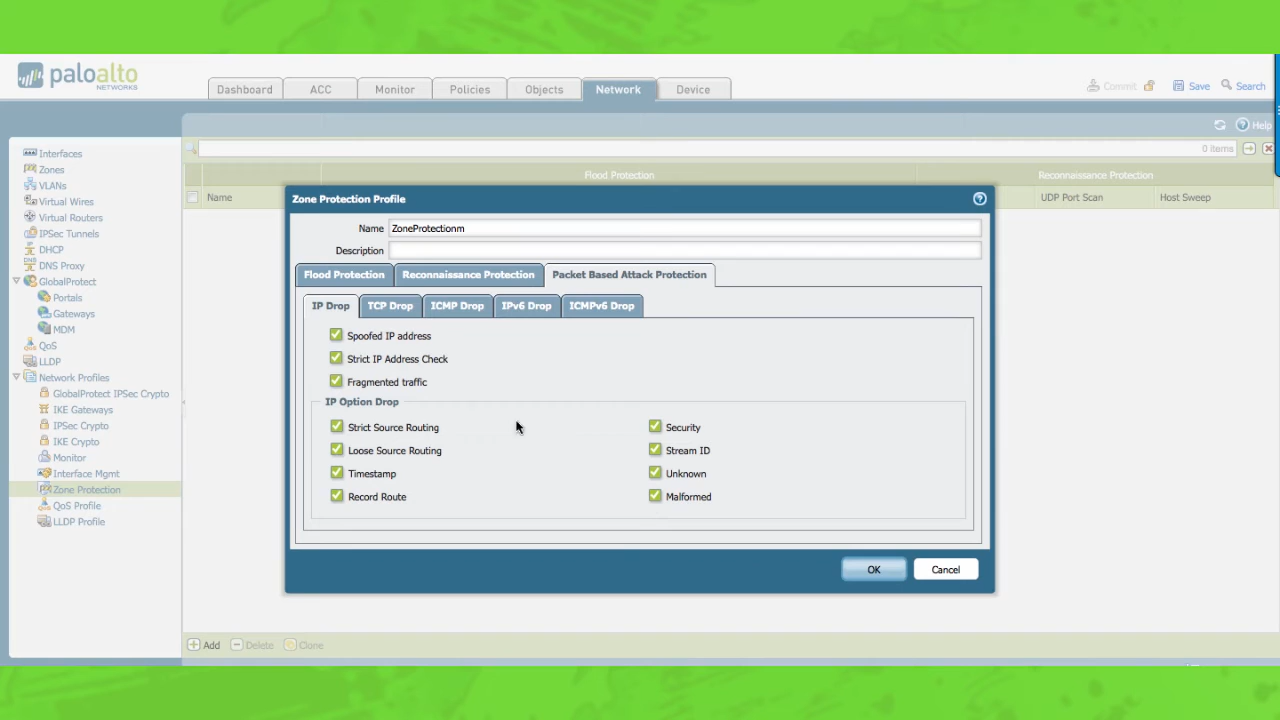 paloalto
NETWORKS
Dashboard ACC Monitor Policies Objects Network Device
Commit Save Search
Help
0 items
Flood Protection Reconnaissance Protection
Name UDP Port Scan Host Sweep
Interfaces
Zones
VLANs
Virtual Wires
Virtual Routers
IPSec Tunnels
DHCP
DNS Proxy
GlobalProtect
Portals
Gateways
MDM
QoS
LLDP
Network Profiles
GlobalProtect IPSec Crypto
IKE Gateways
IPSec Crypto
IKE Crypto
Monitor
Interface Mgmt
Zone Protection
QoS Profile
LLDP Profile
Zone Protection Profile
Name ZoneProtectionm
Description
Flood Protection Reconnaissance Protection Packet Based Attack Protection
IP Drop TCP Drop ICMP Drop IPv6 Drop ICMPv6 Drop
Spoofed IP address
Strict IP Address Check
Fragmented traffic
IP Option Drop
Strict Source Routing Security
Loose Source Routing Stream ID
Timestamp Unknown
Record Route Malformed
OK Cancel
Add Delete Clone